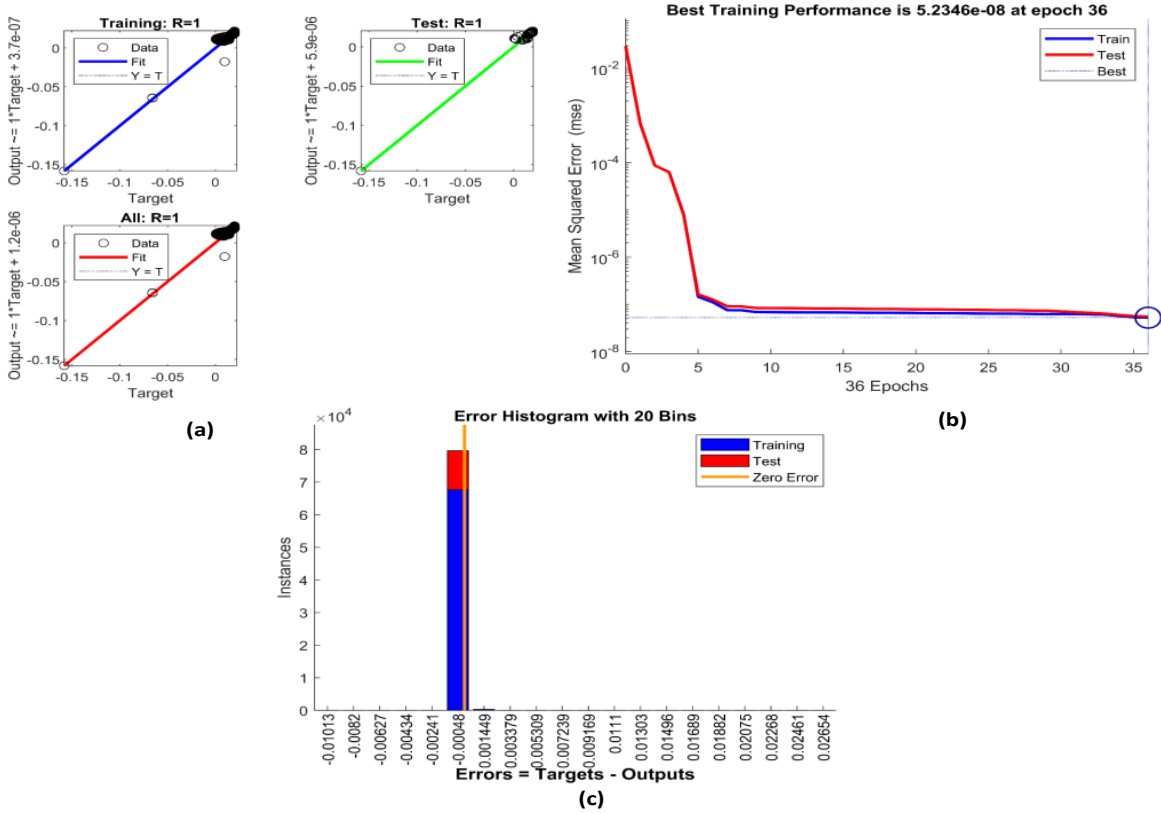 Training: R=1
Output ~= 1*Target + 3.7e-07
0
-0.05
-0.1
-0.15
Data
Fit
Y = T
-0.15
-0.1
-0.05
0
Target
Test: R=1
Output ~= 1*Target + 5.9e-06
0
-0.05
-0.1
-0.15
Data
Fit
Y = T
-0.15
-0.1
-0.05
0
Target
All: R=1
Output ~= 1*Target + 1.2e-06
0
-0.05
-0.1
-0.15
Data
Fit
Y = T
-0.15
-0.1
-0.05
0
Target
(a)
Best Training Performance is 5.2346e-08 at epoch 36
Mean Squared Error (mse)
10-2
10-4
10-6
10-8
Train
Test
Best
0
5
10
15
20
25
30
35
36 Epochs
(b)
Error Histogram with 20 Bins
×104
Instances
8
7
6
5
4
3
2
1
0
Training
Test
Zero Error
-0.01013
-0.0082
-0.00627
-0.00434
-0.00241
-0.00048
0.001449
0.003379
0.005309
0.007239
0.009169
0.0111
0.01303
0.01496
0.01689
0.01882
0.02075
0.02268
0.02461
0.02654
Errors = Targets - Outputs
(c)